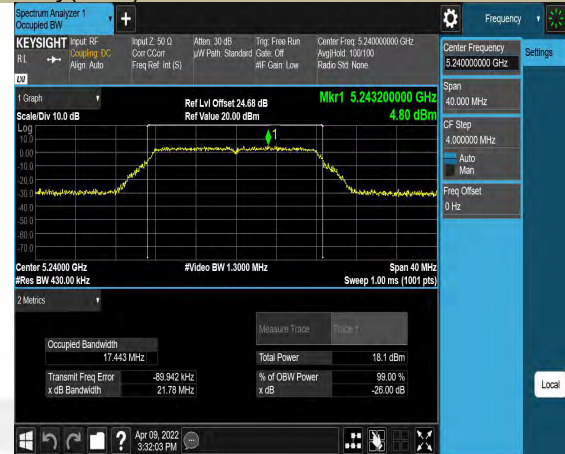 Spectrum Analyzer 1
Occupied BW
+
Frequency
KEYSIGHT Input: RF
R L
Coupling: DC
Align: Auto
LXI
Input Z: 50 Ω
Corr CCorr
Freq Ref: Int (S)
Atten: 30 dB
µW Path: Standard
Trig: Free Run
Gate: Off
#IF Gain: Low
Center Freq: 5.240000000 GHz
Avg|Hold: 100/100
Radio Std: None
Center Frequency
5.240000000 GHz
Settings
Span
40.000 MHz
CF Step
4.000000 MHz
Auto
Man
Freq Offset
0 Hz
Local
1 Graph
Scale/Div 10.0 dB
Ref Lvl Offset 24.68 dB
Ref Value 20.00 dBm
Mkr1 5.243200000 GHz
4.80 dBm
Log
10.0
0.00
-10.0
-20.0
-30.0
-40.0
-50.0
-60.0
-70.0
1
Center 5.24000 GHz
#Res BW 430.00 kHz
#Video BW 1.3000 MHz
Span 40 MHz
Sweep 1.00 ms (1001 pts)
2 Metrics
Measure Trace
Trace 1
Occupied Bandwidth
17.443 MHz
Total Power
18.1 dBm
Transmit Freq Error
-89.942 kHz
% of OBW Power
99.00 %
x dB Bandwidth
21.78 MHz
x dB
-26.00 dB
?
Apr 09, 2022
3:32:03 PM